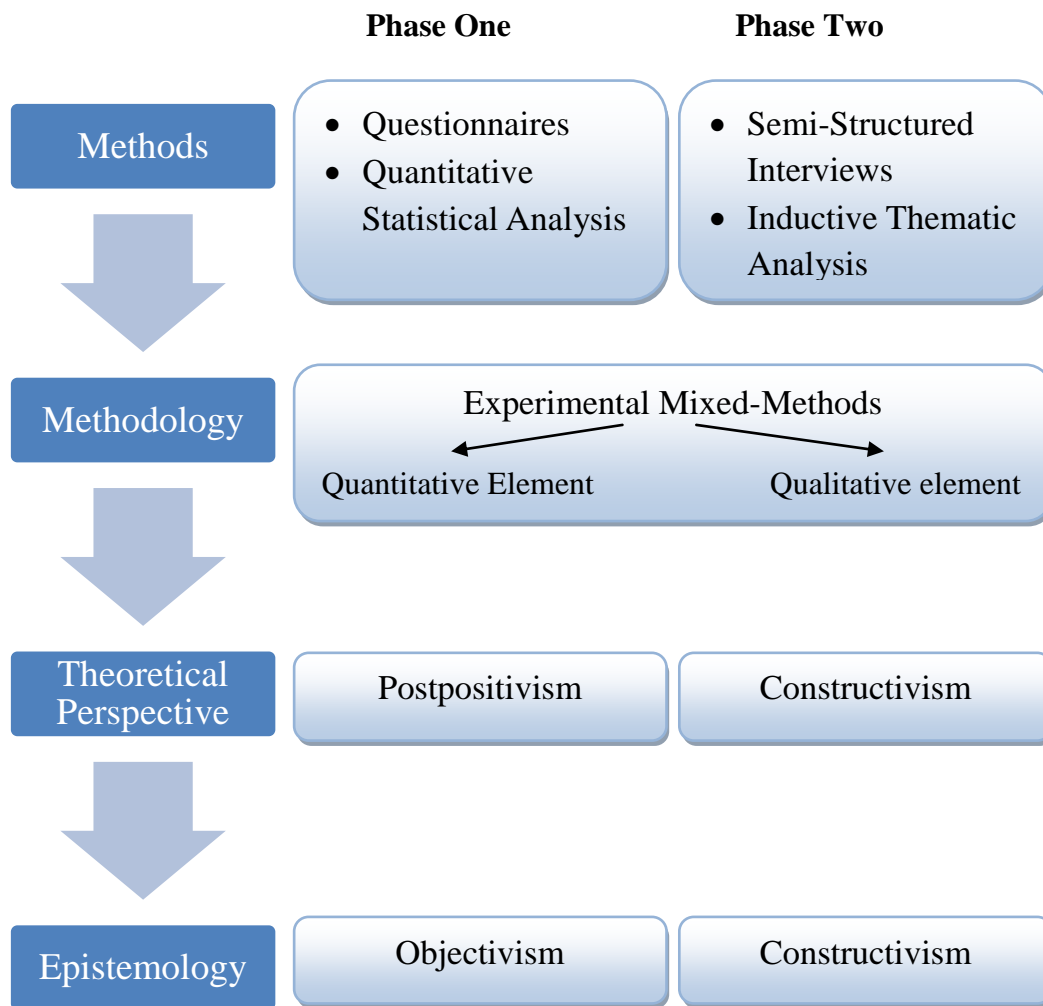 Phase One
Phase Two
Methods
• Questionnaires
• Quantitative
Statistical Analysis
• Semi-Structured
Interviews
• Inductive Thematic
Analysis
Methodology
Experimental Mixed-Methods
Quantitative Element
Qualitative element
Theoretical
Perspective
Postpositivism
Constructivism
Epistemology
Objectivism
Constructivism